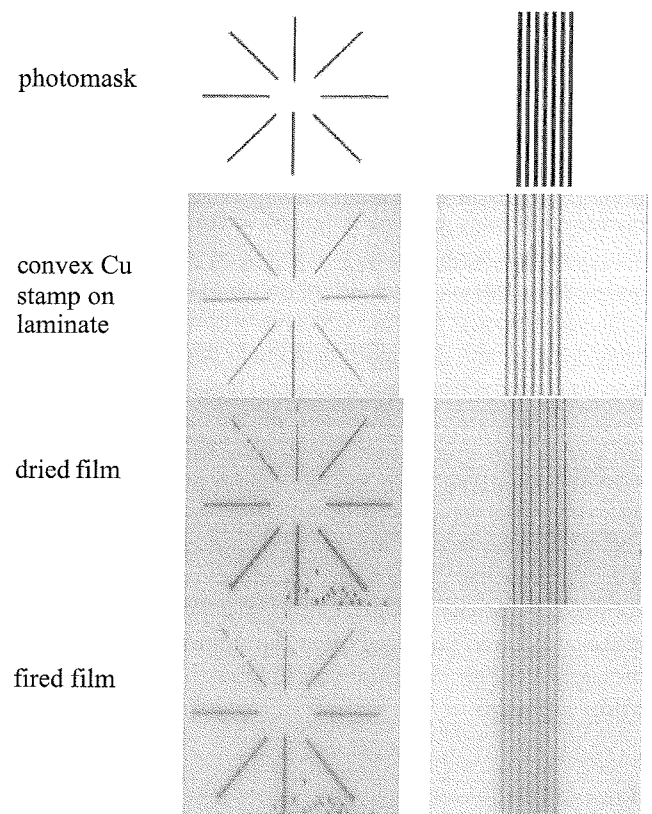 photomask
convex Cu
stamp on
laminate
dried film
fired film